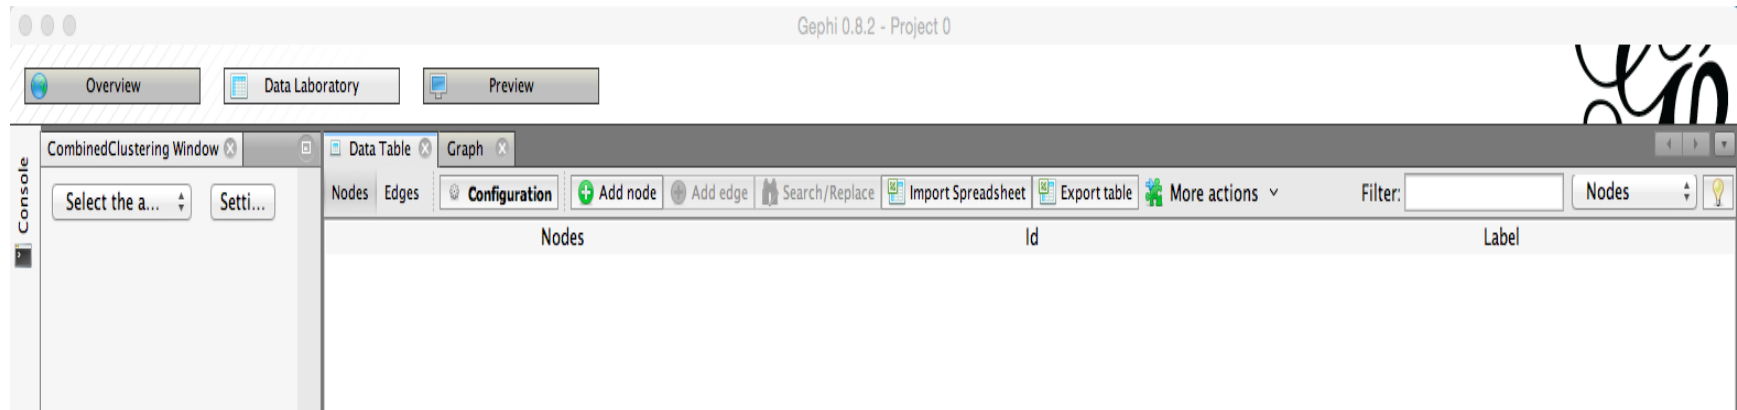 Gephi 0.8.2 - Project 0
Overview Data Laboratory Preview
Console
CombinedClustering Window Data Table Graph
Select the a... Setti... Nodes Edges Configuration Add node Add edge Search/Replace Import Spreadsheet Export table More actions Filter: Nodes
Nodes Id Label